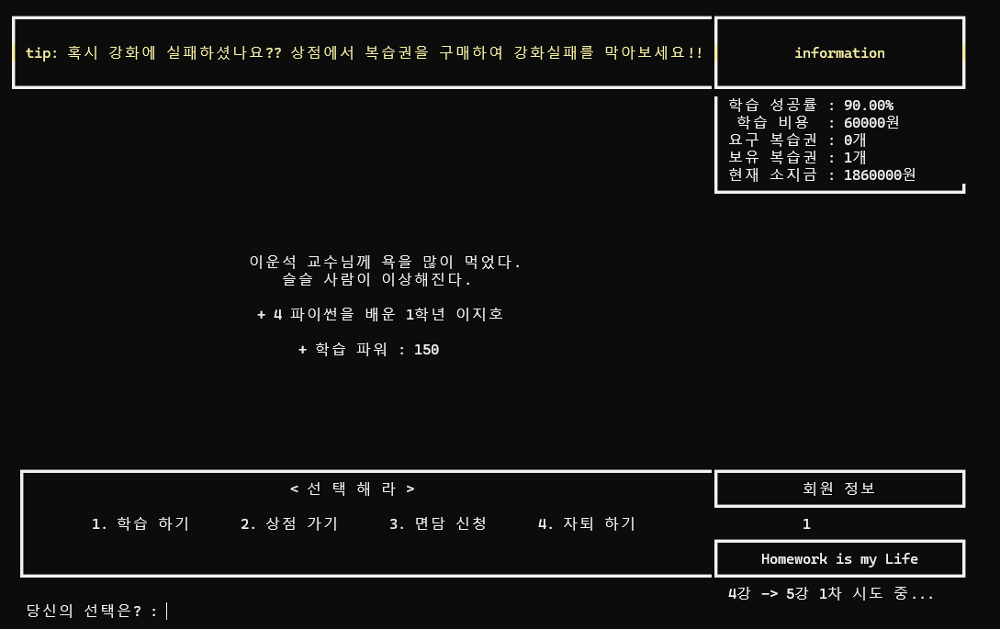 tip: 혹시 강화에 실패하셨나요?? 상점에서 복습권을 구매하여 강화실패를 막아보세요!!
information
학습 성공률 : 90.00%
학습 비용 : 60000원
요구 복습권 : 0개
보유 복습권 : 1개
현재 소지금 : 1860000원
이운석 교수님께 욕을 많이 먹었다.
슬슬 사람이 이상해진다.
+ 4 파이썬을 배운 1학년 이지호
+ 학습 파워 : 150
< 선 택 해 라 >
1. 학습 하기 2. 상점 가기 3. 면담 신청 4. 자퇴 하기
회원 정보
1
Homework is my Life
4강 -> 5강 1차 시도 중...
당신의 선택은? :